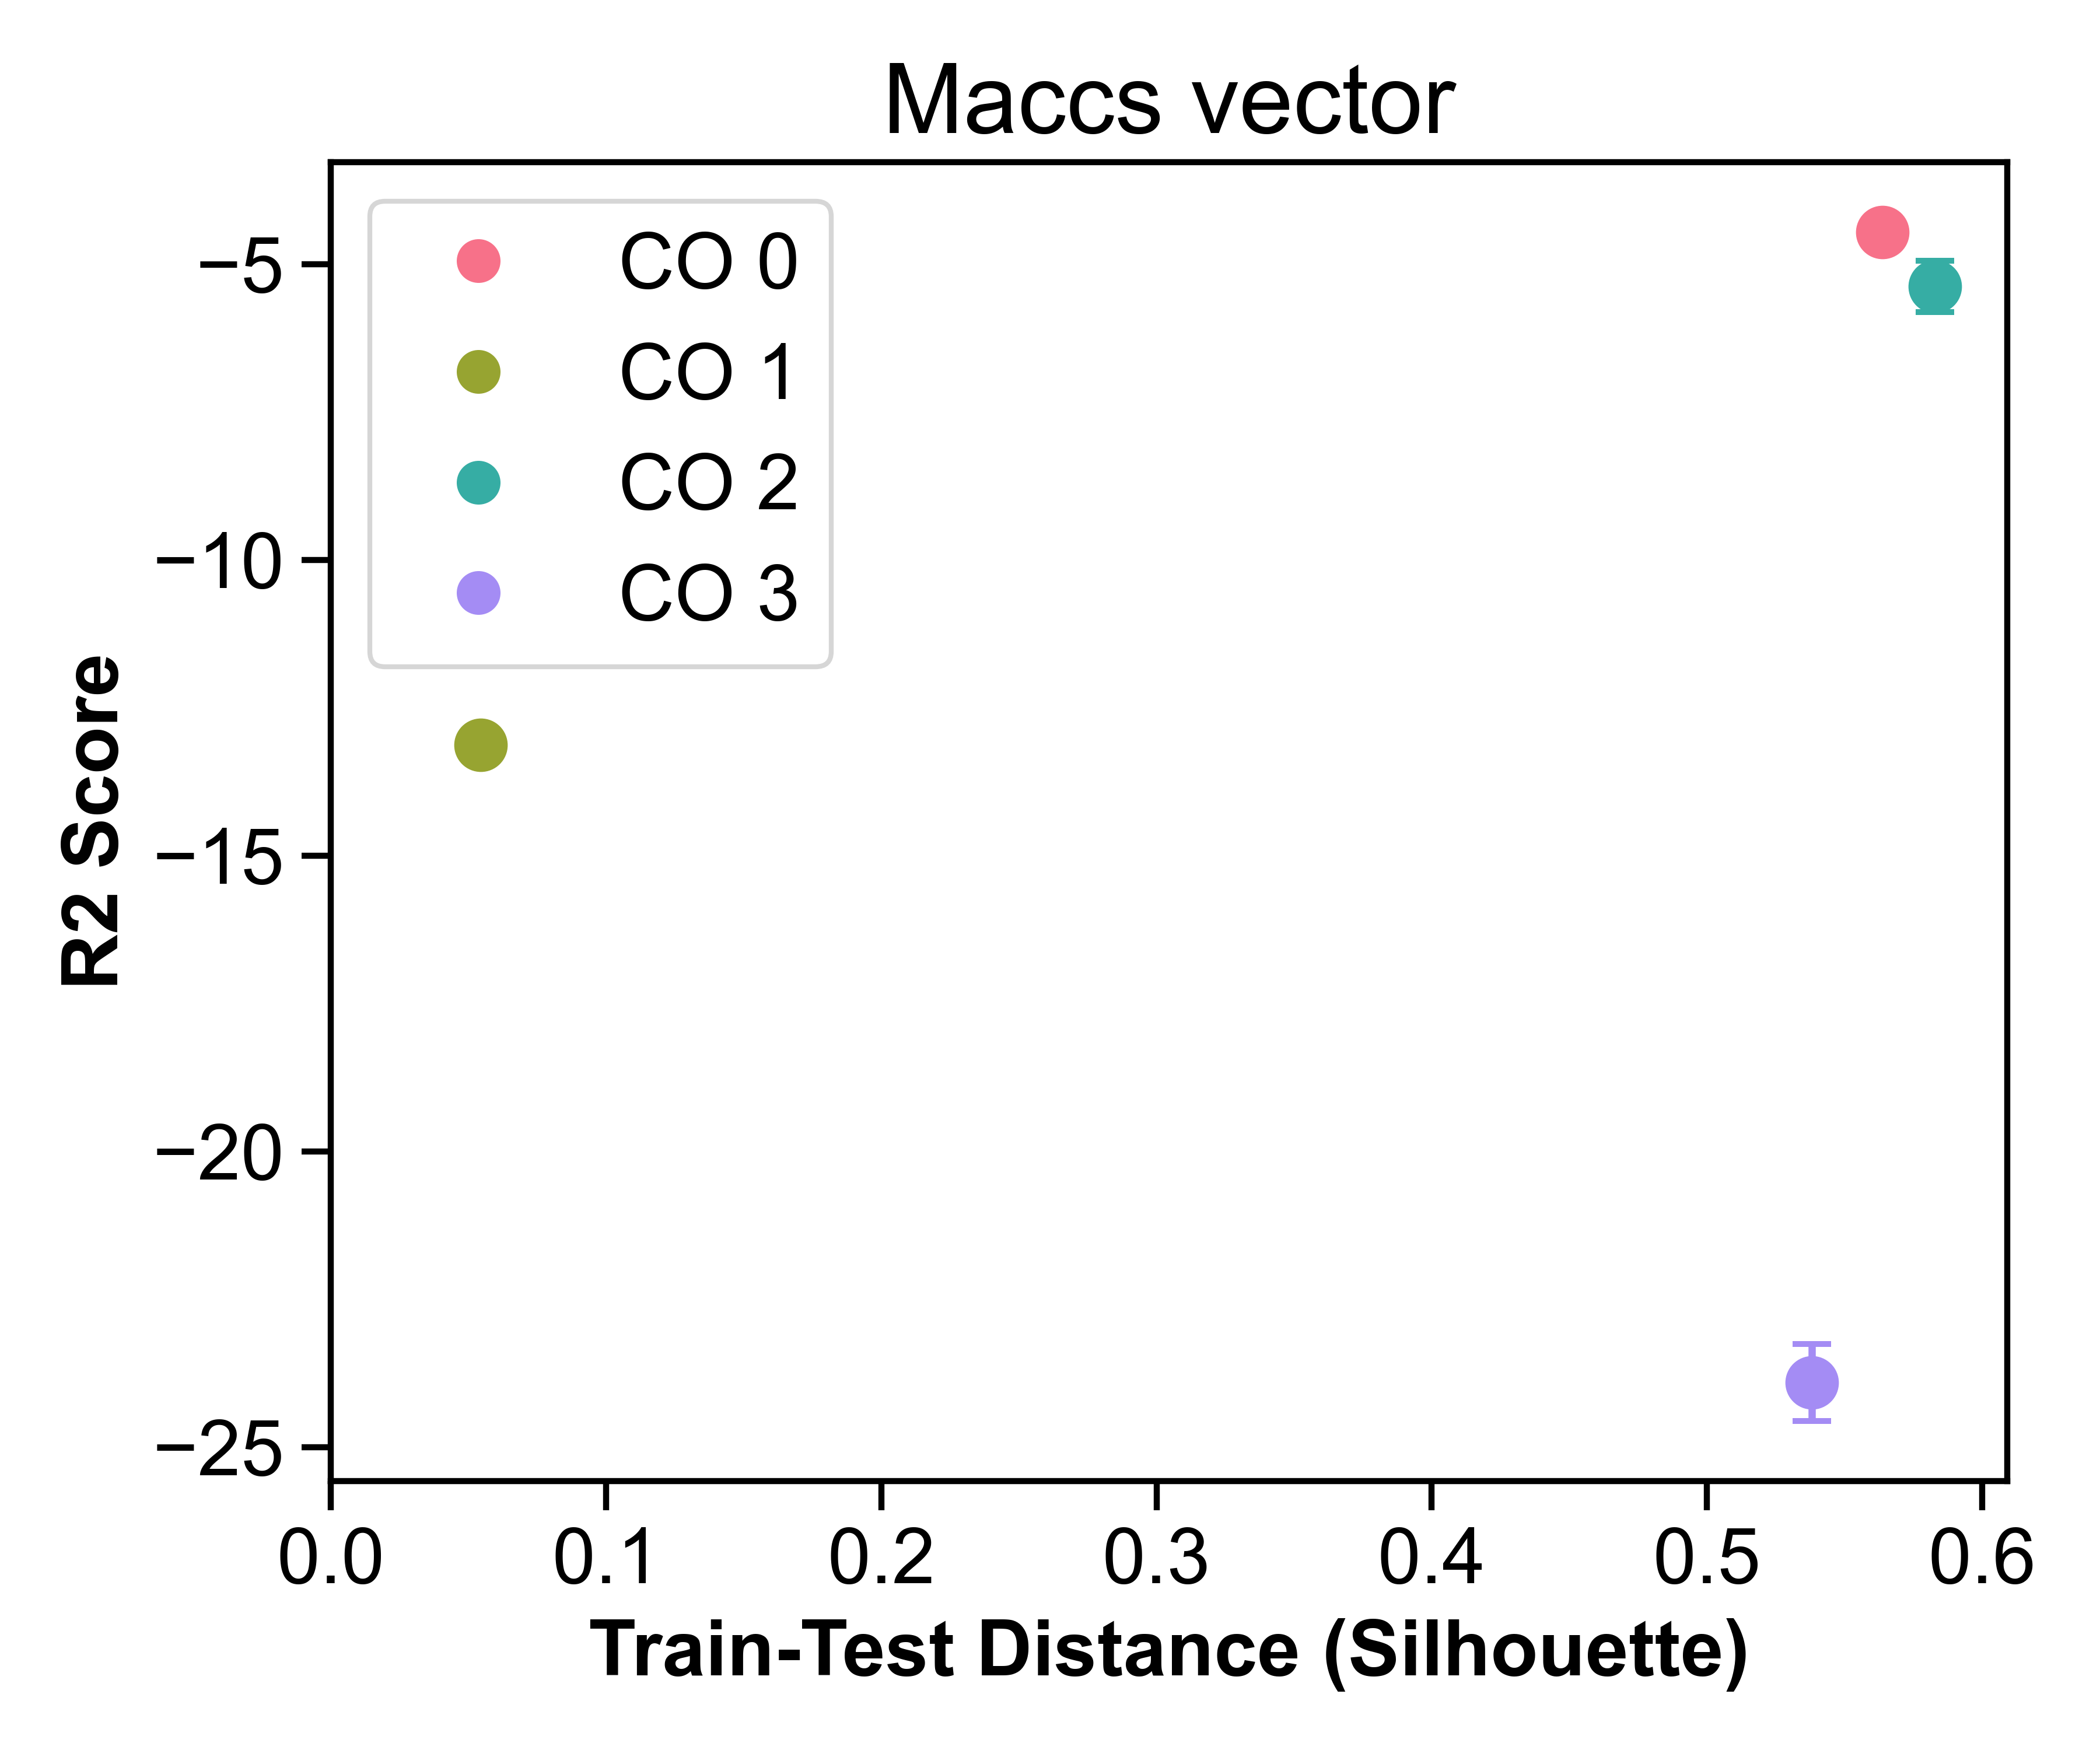 Maccs vector
CO 0
CO 1
CO 2
CO 3
R2 Score
−5
−10
−15
−20
−25
0.0 0.1 0.2 0.3 0.4 0.5 0.6
Train-Test Distance (Silhouette)